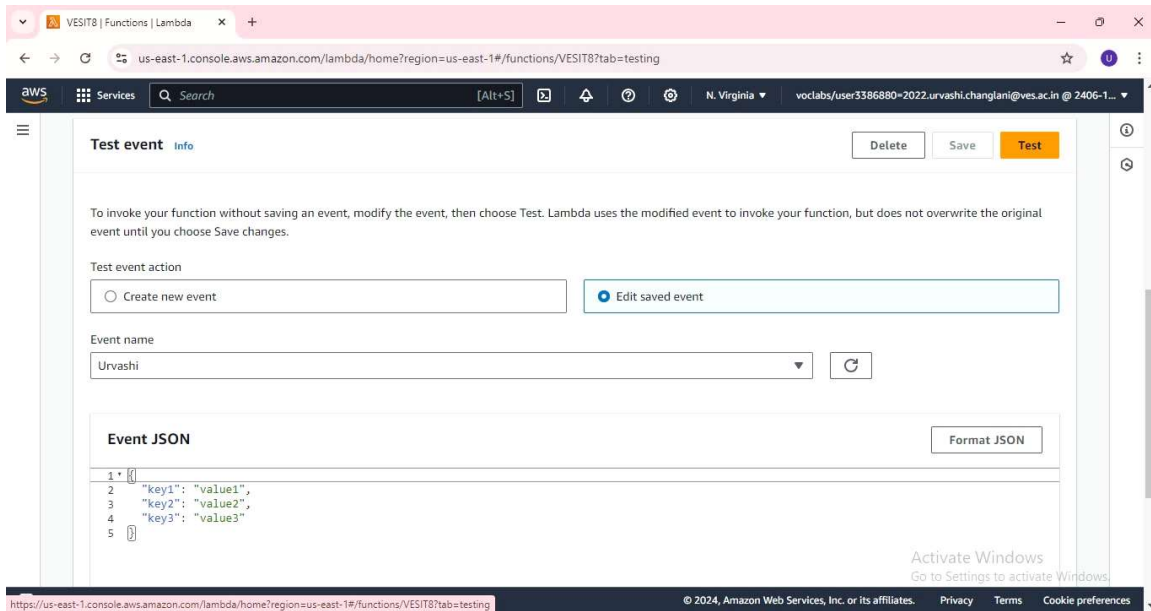 VESIT8 | Functions | Lambda
us-east-1.console.aws.amazon.com/lambda/home?region=us-east-1#/functions/VESIT8?tab=testing
U
aws Services Search [Alt+S] N. Virginia voclabs/user3386880=2022.urvashi.changlani@ves.ac.in @ 2406-1...
Test event Info Delete Save Test
To invoke your function without saving an event, modify the event, then choose Test. Lambda uses the modified event to invoke your function, but does not overwrite the original
event until you choose Save changes.
Test event action
Create new event Edit saved event
Event name
Urvashi
Event JSON Format JSON
1 {
2 "key1": "value1",
3 "key2": "value2",
4 "key3": "value3"
5 }
Activate Windows
Go to Settings to activate Windows.
https://us-east-1.console.aws.amazon.com/lambda/home?region=us-east-1#/functions/VESIT8?tab=testing
© 2024, Amazon Web Services, Inc. or its affiliates. Privacy Terms Cookie preferences